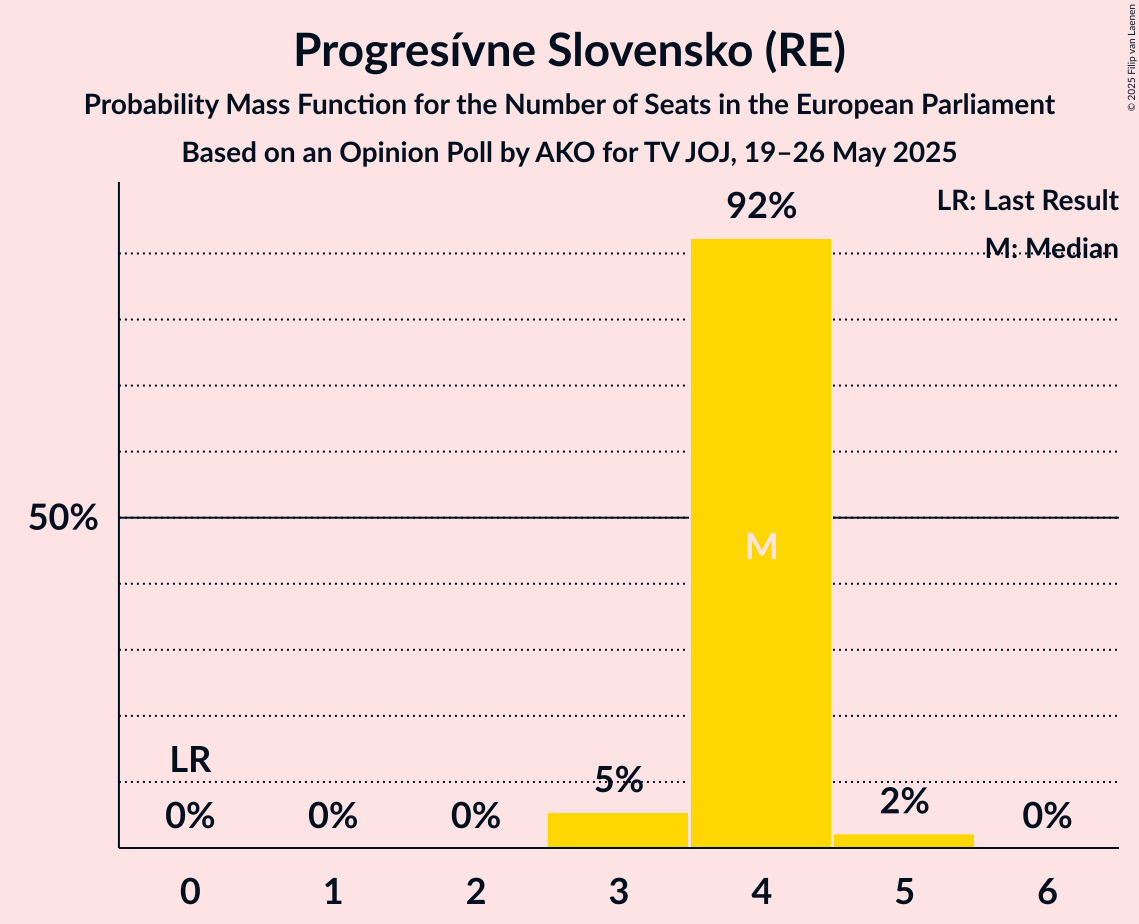 Progresívne Slovensko (RE)
Probability Mass Function for the Number of Seats in the European Parliament
Based on an Opinion Poll by AKO for TV JOJ, 19–26 May 2025
© 2025 Filip van Laenen
LR: Last Result
M: Median
92%
50%
M
LR
0%
0%
0%
5%
2%
0%
0
1
2
3
4
5
6